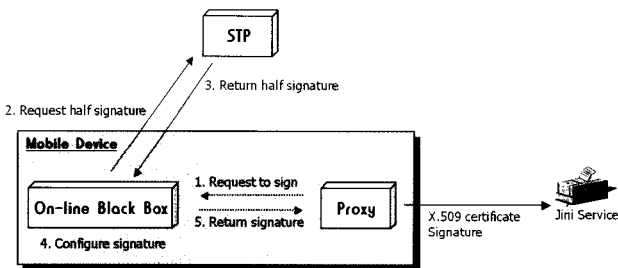 STP
3. Return half signature
2. Request half signature
Mobile Device
1. Request to sign
On-line Black Box
Proxy
5. Return signature
4. Configure signature
X.509 certificate
Signature
Jini Service